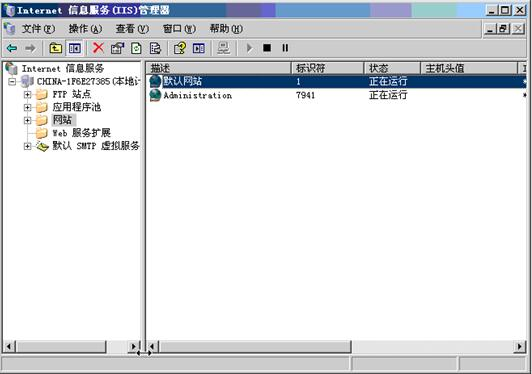 Internet 信息服务(IIS)管理器
文件(F) 操作(A) 查看(V) 窗口(W) 帮助(H)
Internet 信息服务
CHINA-1F6E27385(本地计
FTP 站点
应用程序池
网站
Web 服务扩展
默认 SMTP 虚拟服务
描述 标识符 状态 主机头值 I
默认网站 1 正在运行 *
Administration 7941 正在运行 *